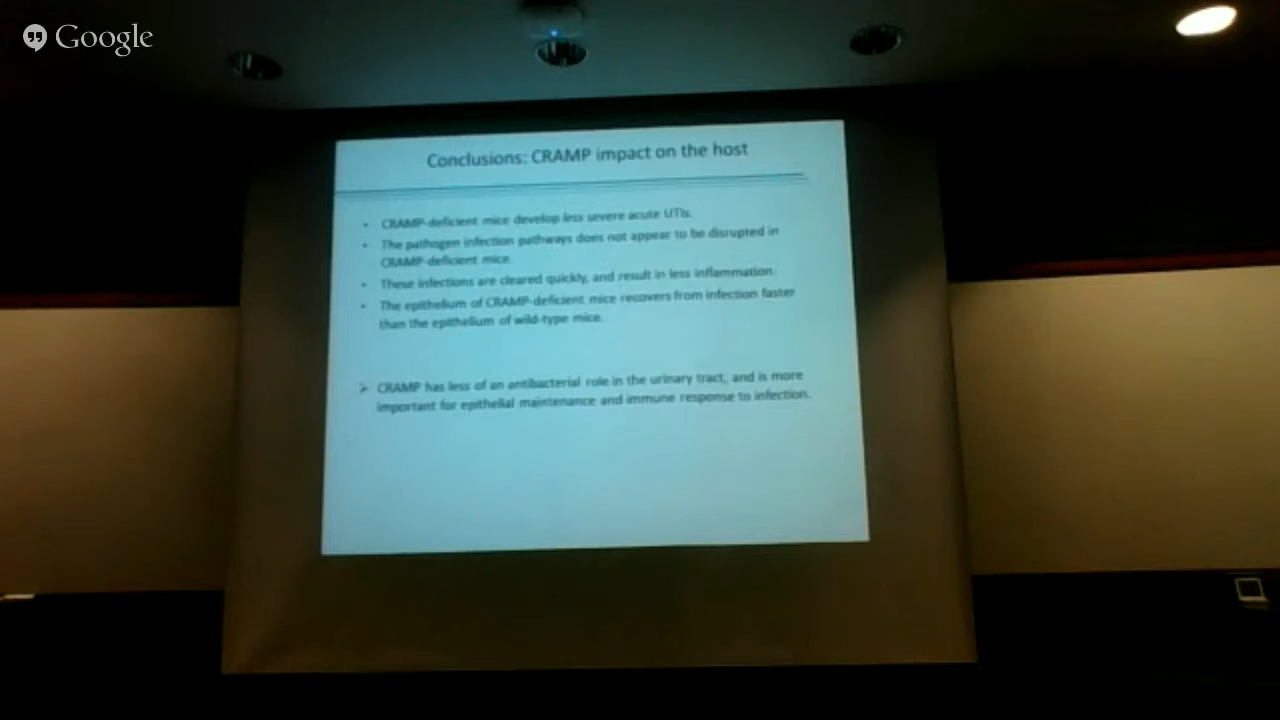 Google
Conclusions: CRAMP impact on the host
• CRAMP-deficient mice develop less severe acute UTIs.
• The pathogen infection pathways does not appear to be disrupted in
CRAMP-deficient mice.
• These infections are cleared quickly, and result in less inflammation.
• The epithelium of CRAMP-deficient mice recovers from infection faster
than the epithelium of wild-type mice.
➢ CRAMP has less of an antibacterial role in the urinary tract, and is more
important for epithelial maintenance and immune response to infection.